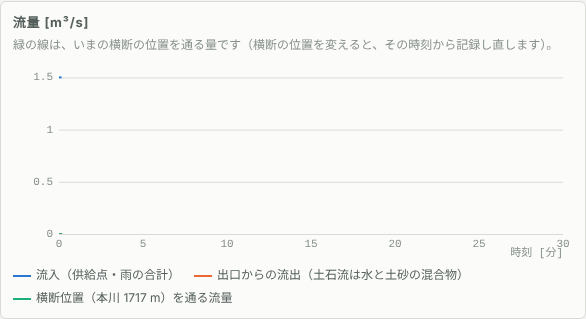 流量 [m³/s]
緑の線は、いまの横断の位置を通る量です（横断の位置を変えると、その時刻から記録し直します）。
1.5
1
0.5
0
0 5 10 15 20 25 30
時刻 [分]
流入（供給点・雨の合計） 出口からの流出（土石流は水と土砂の混合物）
横断位置（本川 1717 m）を通る流量